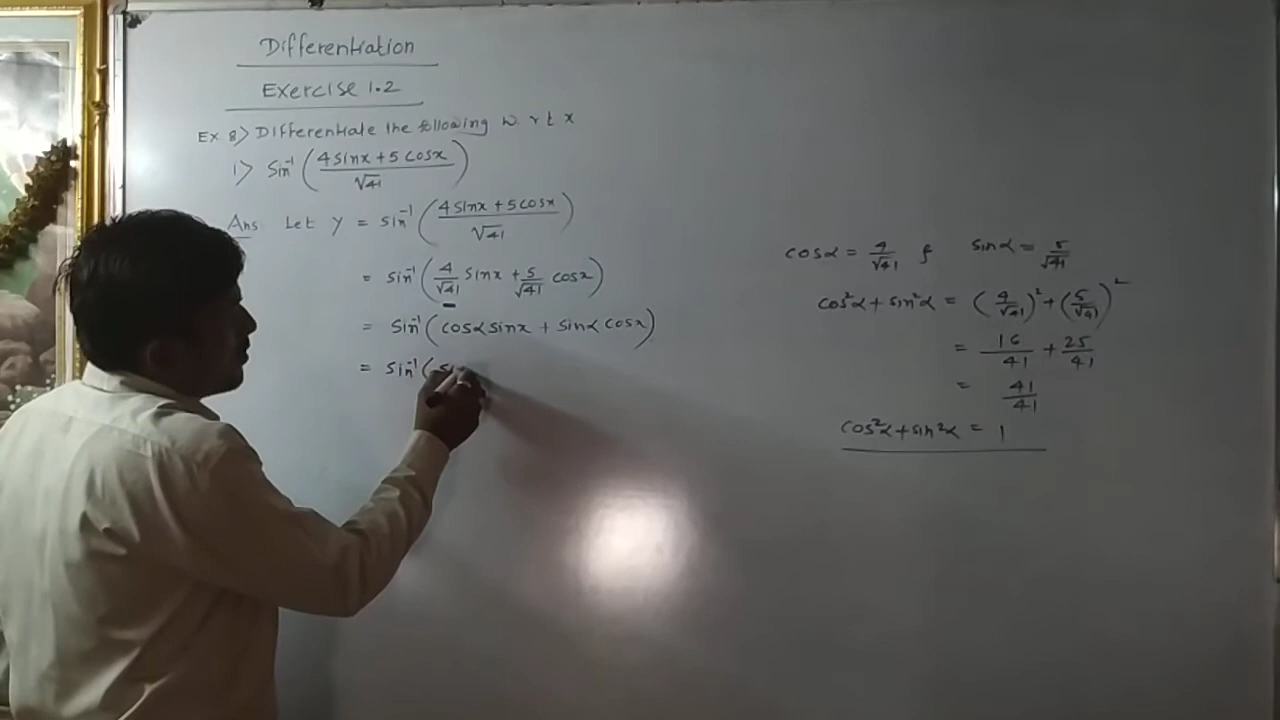 Differentiation
Exercise 1.2
Ex 8> Differentiate the following w r t x
1> Sin⁻¹ ( (4 sinx + 5 cosx) / √41 )
Ans Let y = sin⁻¹ ( (4 sinx + 5 cosx) / √41 )
= sin⁻¹ ( 4/√41 sinx + 5/√41 cosx )
= sin⁻¹ ( cosα sinx + sinα cosx )
= sin⁻¹ (
cosα = 4/√41 & sinα = 5/√41
cos²α + sin²α = (4/√41)² + (5/√41)²
= 16/41 + 25/41
= 41/41
cos²α + sin²α = 1